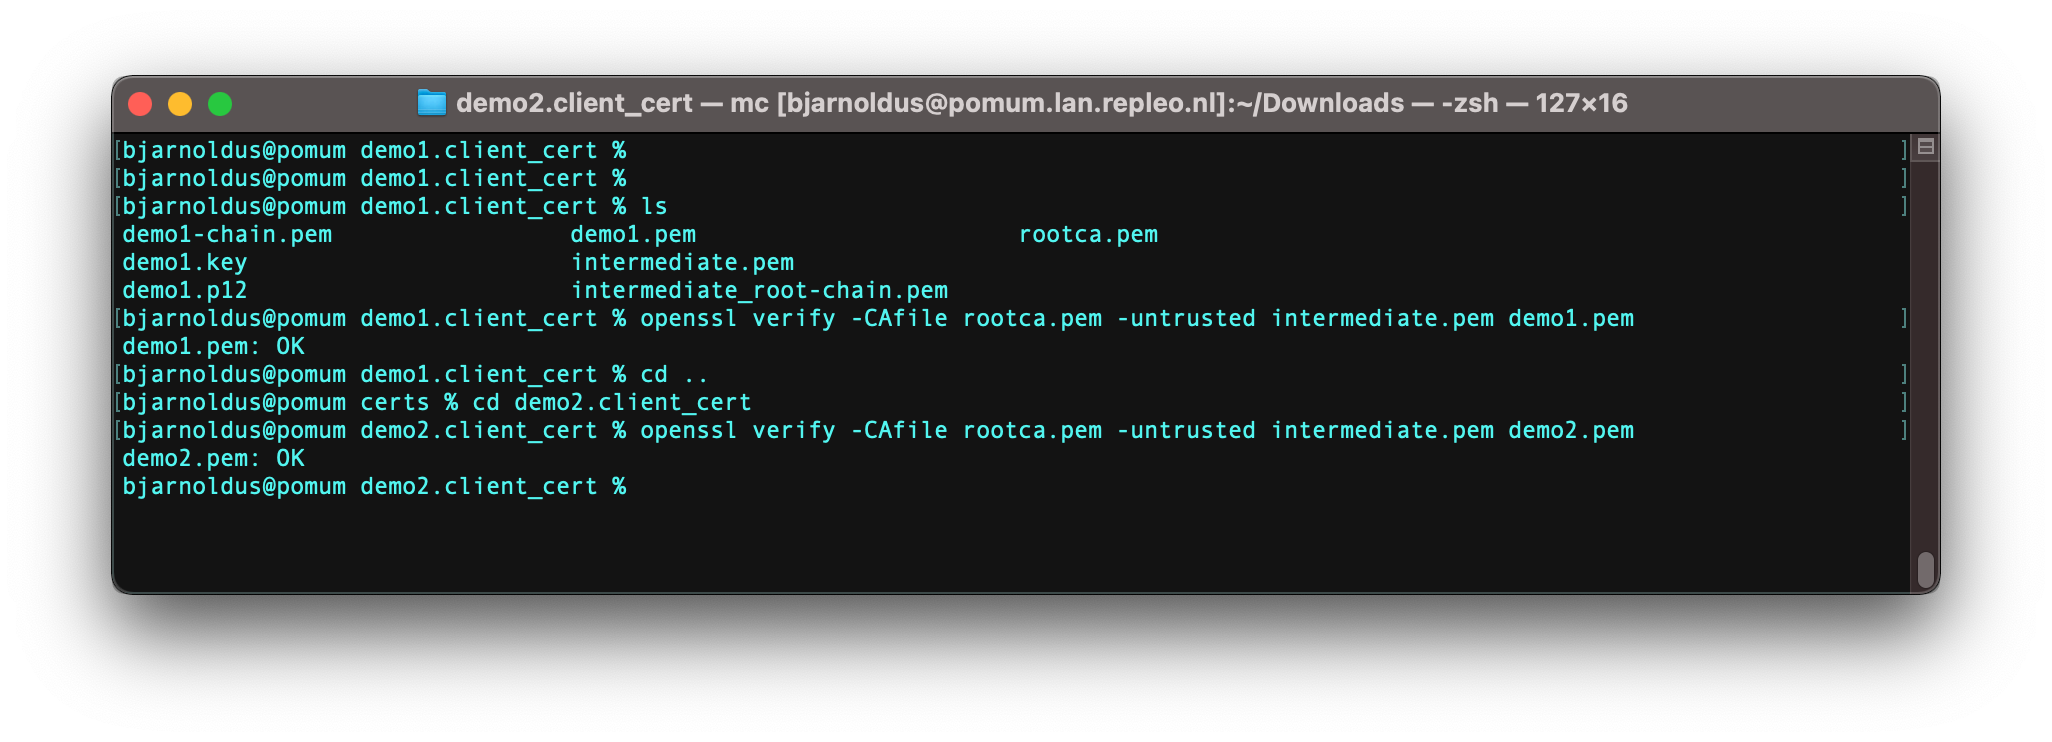 demo2.client_cert — mc [bjarnoldus@pomum.lan.repleo.nl]:~/Downloads — -zsh — 127×16
[bjarnoldus@pomum demo1.client_cert % ]
[bjarnoldus@pomum demo1.client_cert % ]
[bjarnoldus@pomum demo1.client_cert % ls ]
demo1-chain.pem demo1.pem rootca.pem
demo1.key intermediate.pem
demo1.p12 intermediate_root-chain.pem
[bjarnoldus@pomum demo1.client_cert % openssl verify -CAfile rootca.pem -untrusted intermediate.pem demo1.pem ]
demo1.pem: OK
[bjarnoldus@pomum demo1.client_cert % cd .. ]
[bjarnoldus@pomum certs % cd demo2.client_cert ]
[bjarnoldus@pomum demo2.client_cert % openssl verify -CAfile rootca.pem -untrusted intermediate.pem demo2.pem ]
demo2.pem: OK
bjarnoldus@pomum demo2.client_cert %